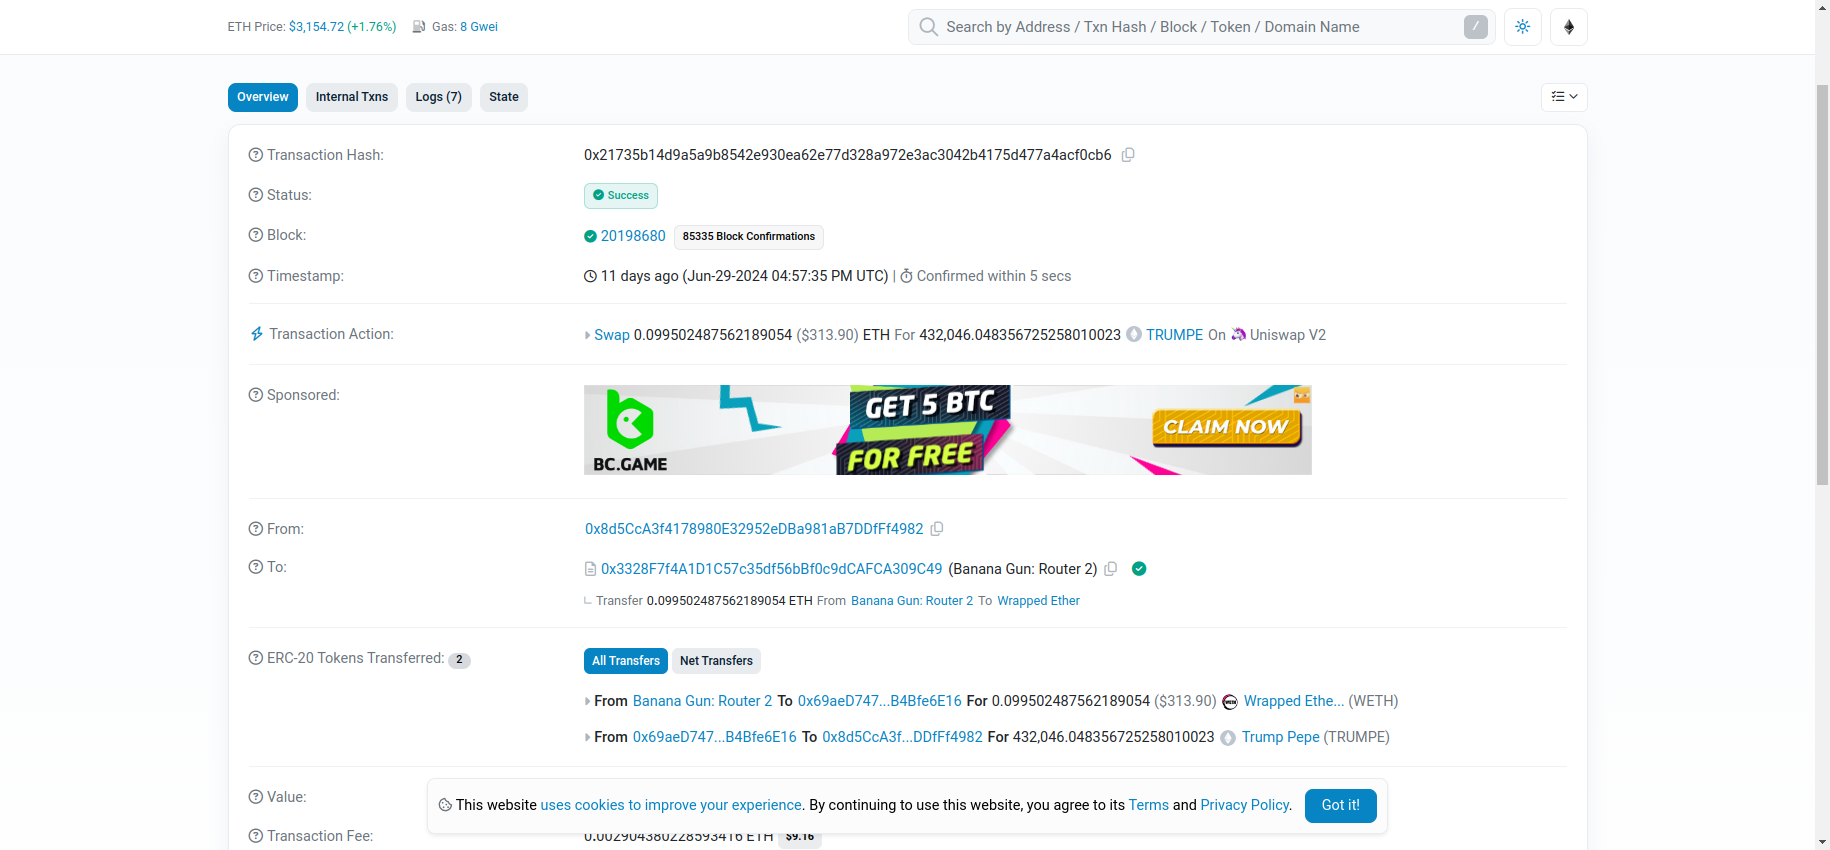 ETH Price: $3,154.72 (+1.76%) Gas: 8 Gwei
Search by Address / Txn Hash / Block / Token / Domain Name /
Overview Internal Txns Logs (7) State
Transaction Hash: 0x21735b14d9a5a9b8542e930ea62e77d328a972e3ac3042b4175d477a4acf0cb6
Status: Success
Block: 20198680 85335 Block Confirmations
Timestamp: 11 days ago (Jun-29-2024 04:57:35 PM UTC) | Confirmed within 5 secs
Transaction Action: Swap 0.099502487562189054 ($313.90) ETH For 432,046.048356725258010023 TRUMPE On Uniswap V2
Sponsored:
BC.GAME
GET 5 BTC
FOR FREE
CLAIM NOW
From: 0x8d5CcA3f4178980E32952eDBa981aB7DDfFf4982
To: 0x3328F7f4A1D1C57c35df56bBf0c9dCAFCA309C49 (Banana Gun: Router 2)
Transfer 0.099502487562189054 ETH From Banana Gun: Router 2 To Wrapped Ether
ERC-20 Tokens Transferred: 2 All Transfers Net Transfers
From Banana Gun: Router 2 To 0x69aeD747...B4Bfe6E16 For 0.099502487562189054 ($313.90) Wrapped Ethe... (WETH)
From 0x69aeD747...B4Bfe6E16 To 0x8d5CcA3f...DDfFf4982 For 432,046.048356725258010023 Trump Pepe (TRUMPE)
Value:
This website uses cookies to improve your experience. By continuing to use this website, you agree to its Terms and Privacy Policy. Got it!
Transaction Fee: 0.002904380228593416 ETH $9.16